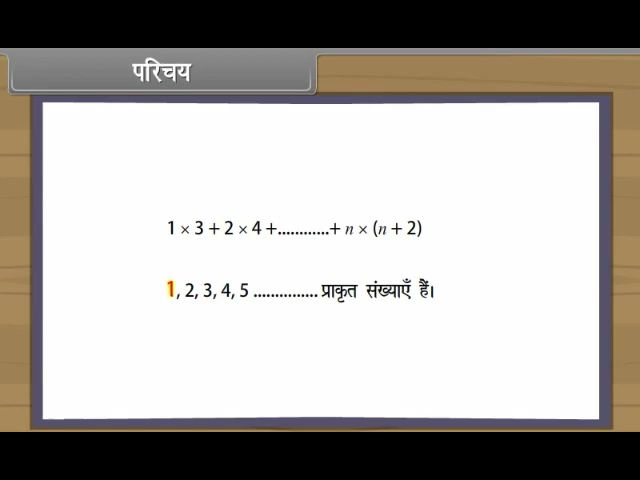 परिचय
1 × 3 + 2 × 4 +............+ n × (n + 2)
1, 2, 3, 4, 5 ............... प्राकृत संख्याएँ हैं।